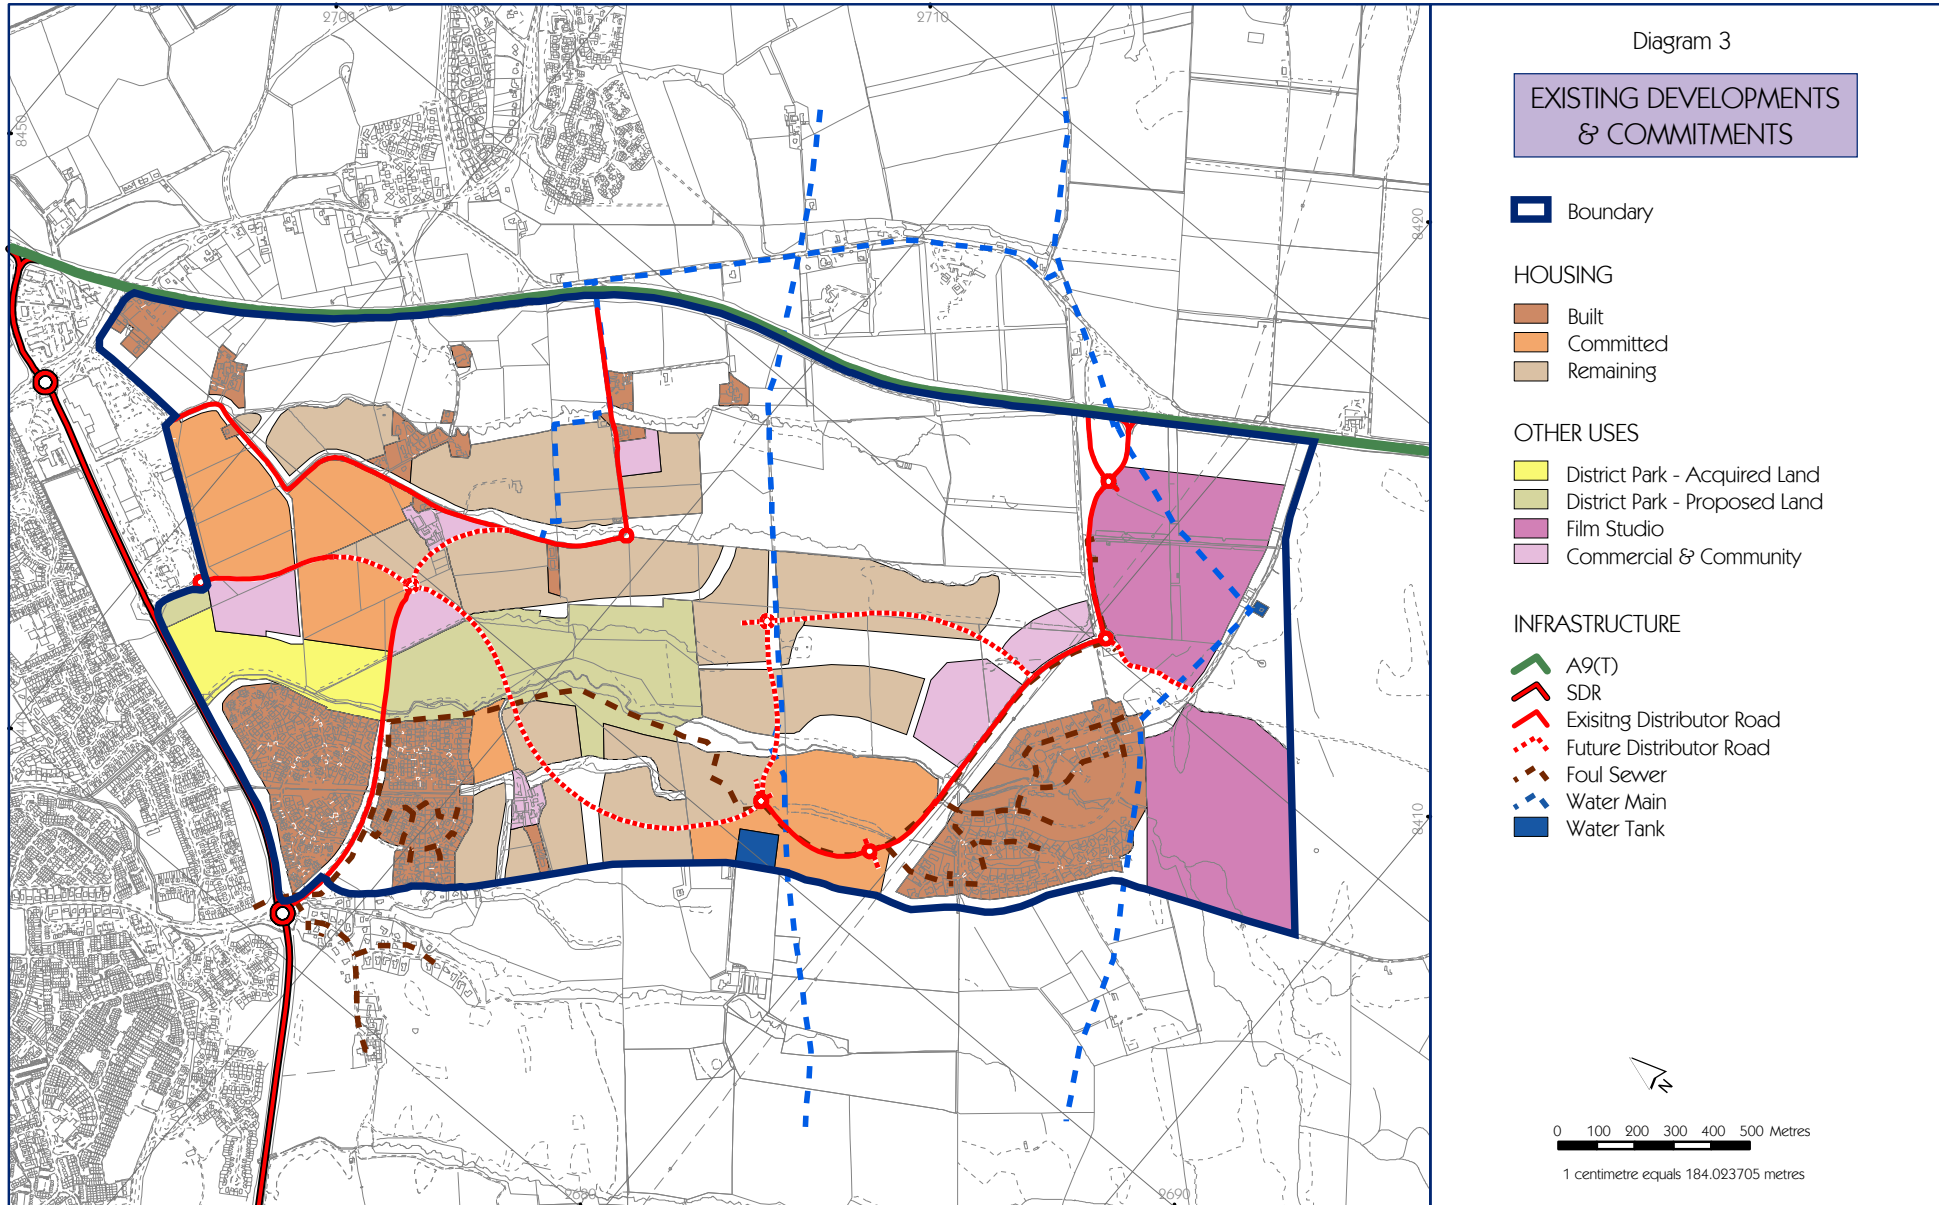 2700
2710
8450
8420
8410
2680
2690
Diagram 3
EXISTING DEVELOPMENTS
& COMMITMENTS
Boundary
HOUSING
Built
Committed
Remaining
OTHER USES
District Park - Acquired Land
District Park - Proposed Land
Film Studio
Commercial & Community
INFRASTRUCTURE
A9(T)
SDR
Exisitng Distributor Road
Future Distributor Road
Foul Sewer
Water Main
Water Tank
N
0 100 200 300 400 500 Metres
1 centimetre equals 184.023705 metres